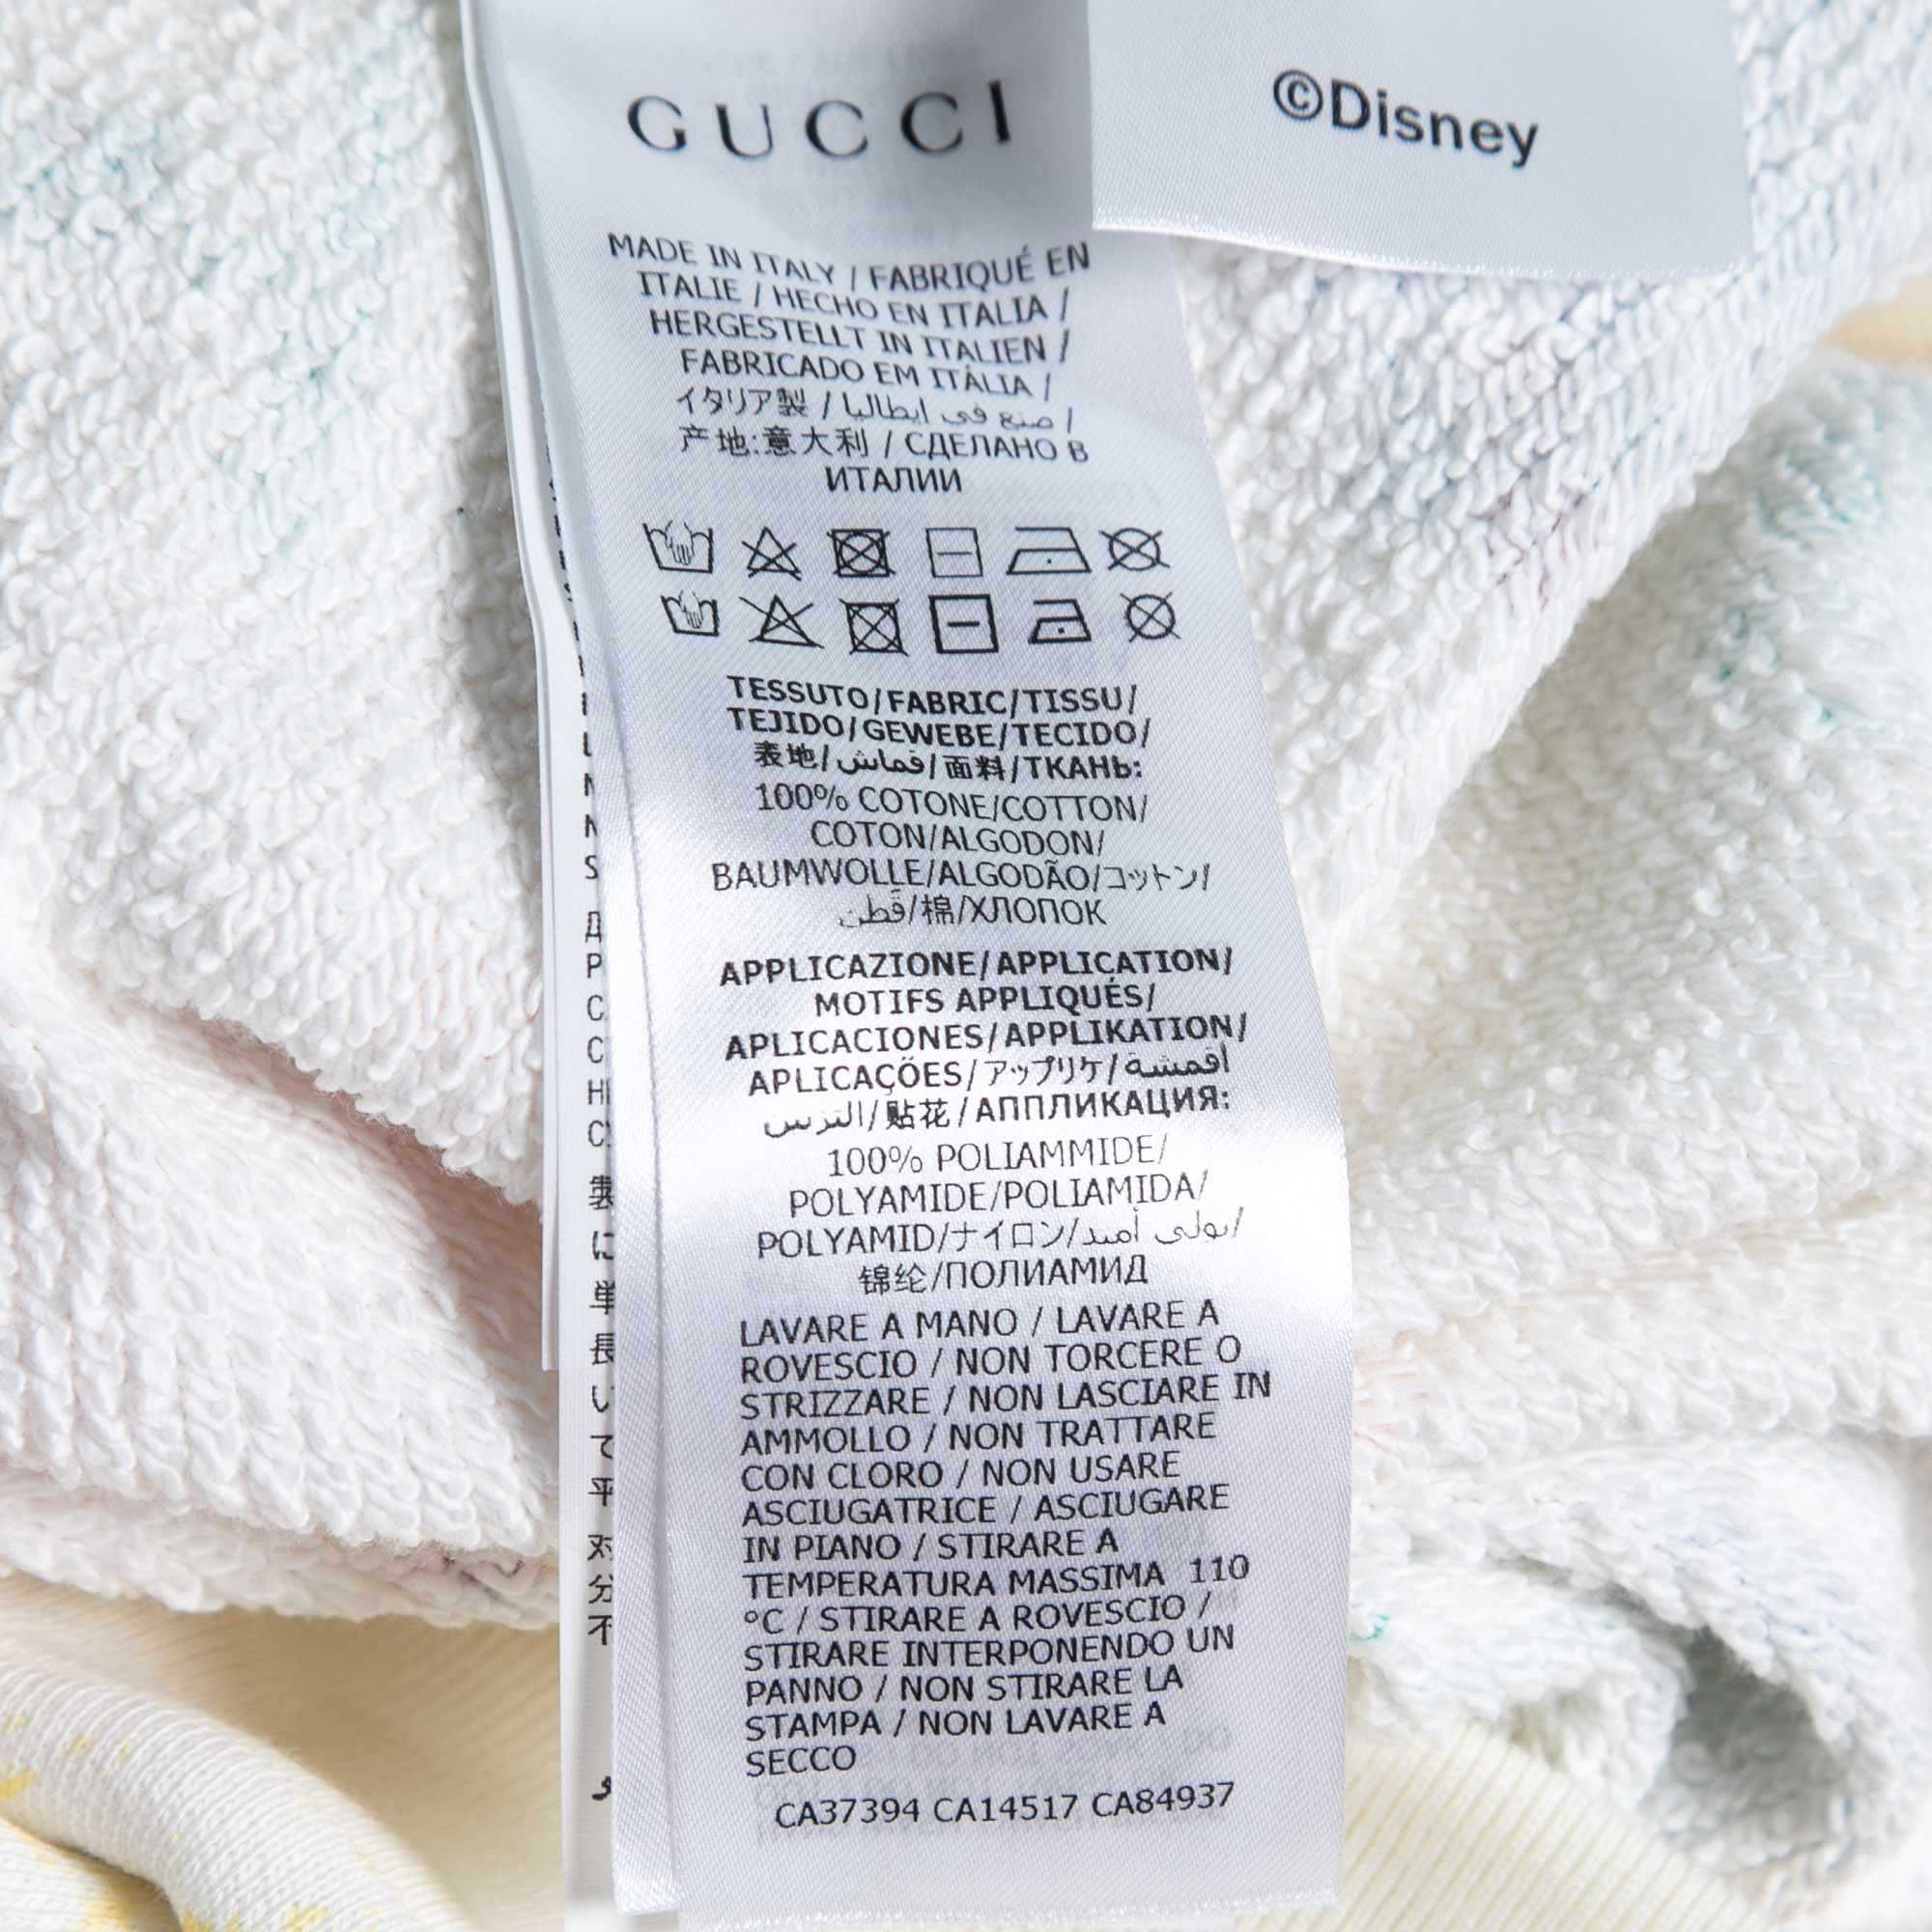 GUCCI
©Disney
MADE IN ITALY / FABRIQUÉ EN
ITALIE / HECHO EN ITALIA /
HERGESTELLT IN ITALIEN /
FABRICADO EM ITÁLIA /
イタリア製 / صنع في ايطاليا /
产地:意大利 / СДЕЛАНО В
ИТАЛИИ
TESSUTO/FABRIC/TISSU/
TEJIDO/GEWEBE/TECIDO/
表地/قماش/面料/ТКАНЬ:
100% COTONE/COTTON/
COTON/ALGODON/
BAUMWOLLE/ALGODÃO/コットン/
قطن/棉/ХЛОПОК
APPLICAZIONE/APPLICATION/
MOTIFS APPLIQUÉS/
APLICACIONES/APPLIKATION/
APLICAÇÕES/アップリケ/أقمشة
التزيين/贴花/АППЛИКАЦИЯ:
100% POLIAMMIDE/
POLYAMIDE/POLIAMIDA/
POLYAMID/ナイロン/بولي أميد/
锦纶/ПОЛИАМИД
LAVARE A MANO / LAVARE A
ROVESCIO / NON TORCERE O
STRIZZARE / NON LASCIARE IN
AMMOLLO / NON TRATTARE
CON CLORO / NON USARE
ASCIUGATRICE / ASCIUGARE
IN PIANO / STIRARE A
TEMPERATURA MASSIMA 110
°C / STIRARE A ROVESCIO /
STIRARE INTERPONENDO UN
PANNO / NON STIRARE LA
STAMPA / NON LAVARE A
SECCO
CA37394 CA14517 CA84937